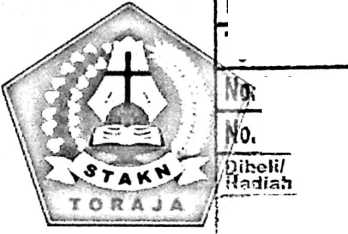 STAKN
TORAJA
No.
No.
Dibeli/
Hadiah